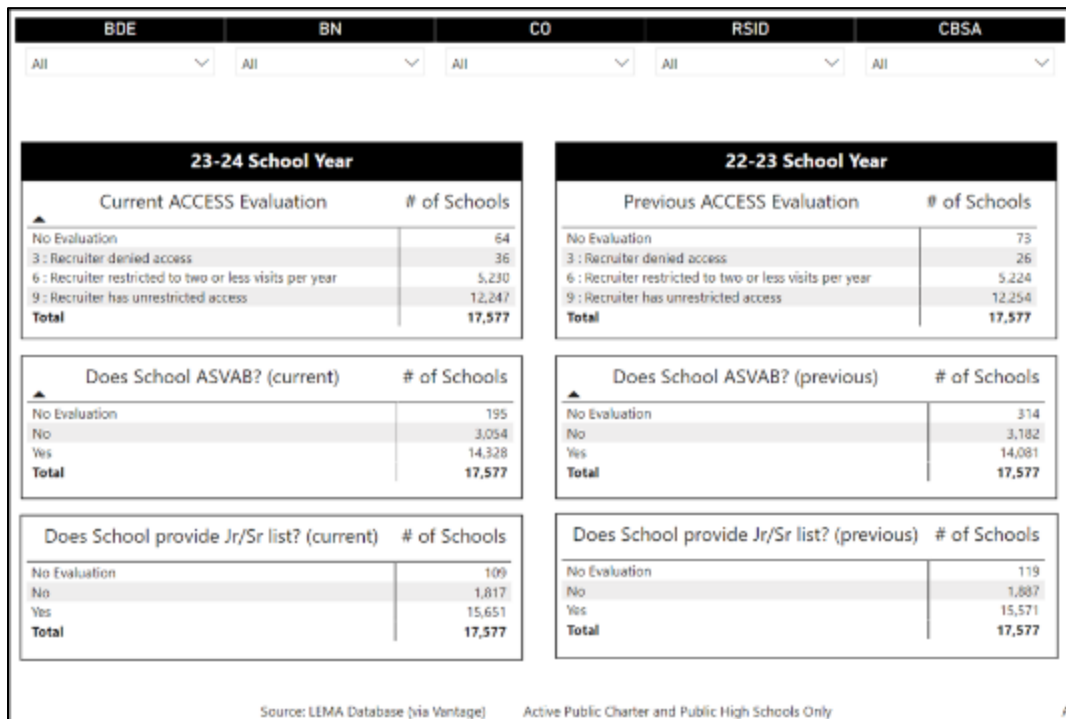 BDE BN CO RSID CBSA
All All All All All
23-24 School Year
Current ACCESS Evaluation # of Schools
No Evaluation 64
3 : Recruiter denied access 36
6 : Recruiter restricted to two or less visits per year 5,230
9 : Recruiter has unrestricted access 12,247
Total 17,577
22-23 School Year
Previous ACCESS Evaluation # of Schools
No Evaluation 73
3 : Recruiter denied access 26
6 : Recruiter restricted to two or less visits per year 5,224
9 : Recruiter has unrestricted access 12,254
Total 17,577
Does School ASVAB? (current) # of Schools
No Evaluation 195
No 3,054
Yes 14,328
Total 17,577
Does School ASVAB? (previous) # of Schools
No Evaluation 314
No 3,182
Yes 14,081
Total 17,577
Does School provide Jr/Sr list? (current) # of Schools
No Evaluation 109
No 1,817
Yes 15,651
Total 17,577
Does School provide Jr/Sr list? (previous) # of Schools
No Evaluation 119
No 1,887
Yes 15,571
Total 17,577
Source: LEMA Database (via Vantage) Active Public Charter and Public High Schools Only